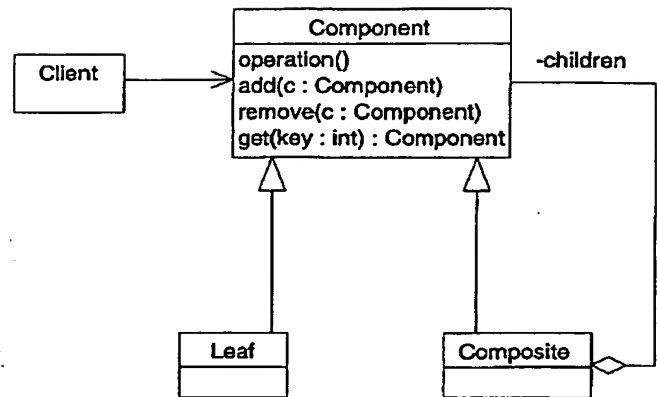 Component
operation()
add(c : Component)
remove(c : Component)
get(key : int) : Component
Client
-children
Leaf
Composite